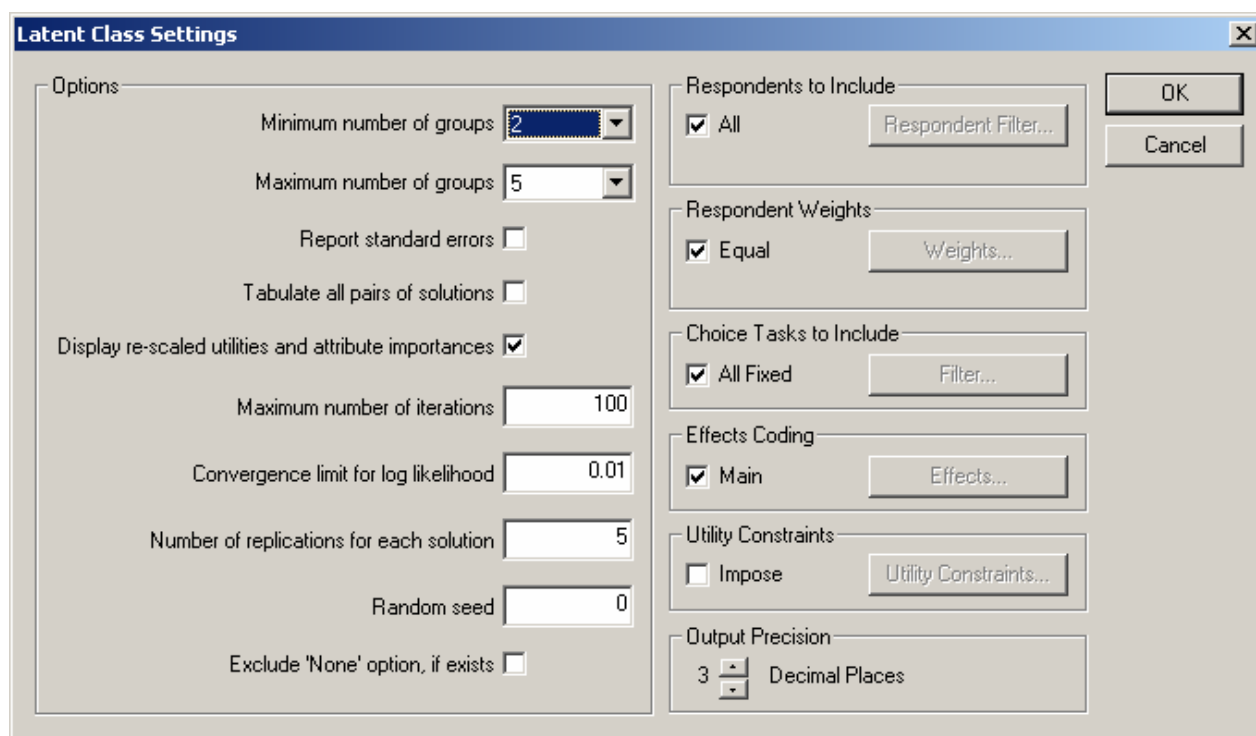 Latent Class Settings
Options
Minimum number of groups 2
Maximum number of groups 5
Report standard errors
Tabulate all pairs of solutions
Display re-scaled utilities and attribute importances
Maximum number of iterations 100
Convergence limit for log likelihood 0.01
Number of replications for each solution 5
Random seed 0
Exclude 'None' option, if exists
Respondents to Include
All Respondent Filter...
Respondent Weights
Equal Weights...
Choice Tasks to Include
All Fixed Filter...
Effects Coding
Main Effects...
Utility Constraints
Impose Utility Constraints...
Output Precision
3 Decimal Places
OK
Cancel